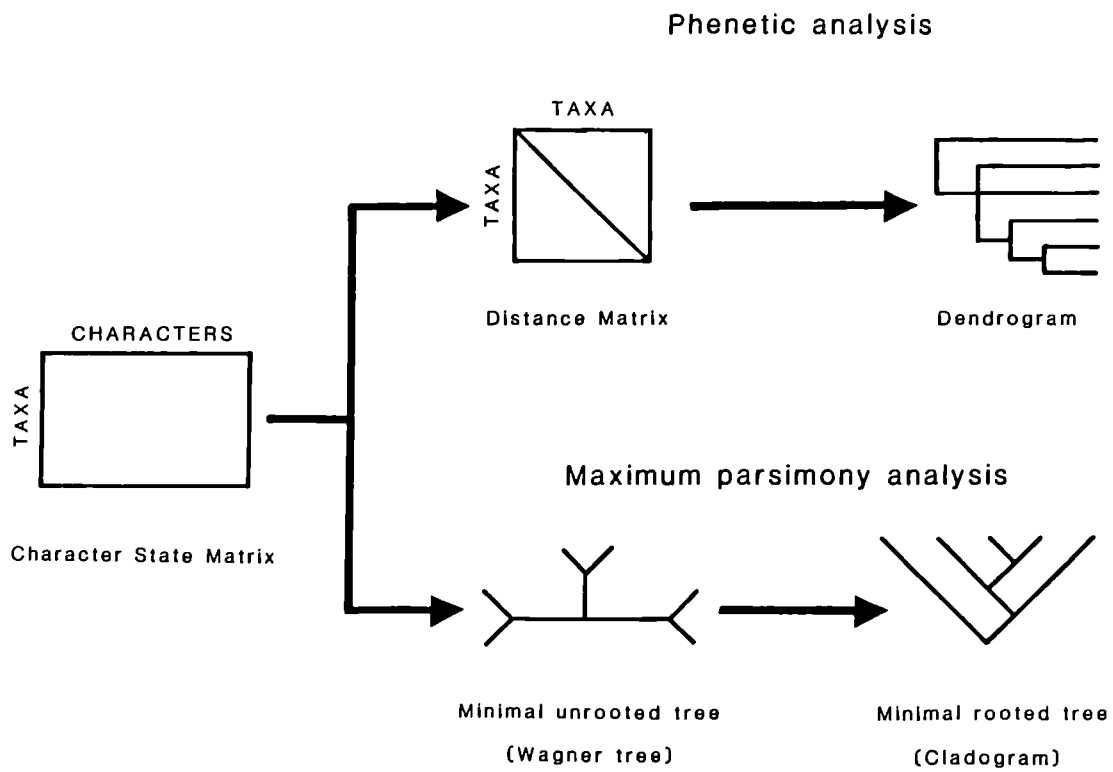 Phenetic analysis
TAXA
TAXA
Distance Matrix
Dendrogram
CHARACTERS
TAXA
Character State Matrix
Maximum parsimony analysis
Minimal unrooted tree
(Wagner tree)
Minimal rooted tree
(Cladogram)